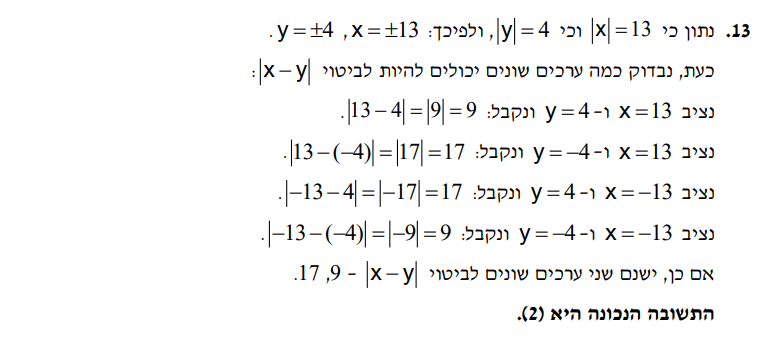 13. נתון כי |x| = 13 וכי |y| = 4, ולפיכך: x = ±13, y = ±4.
כעת, נבדוק כמה ערכים שונים יכולים להיות לביטוי |x – y|:
נציב x = 13 ו- y = 4 ונקבל: |13 – 4| = |9| = 9.
נציב x = 13 ו- y = –4 ונקבל: |13 – (–4)| = |17| = 17.
נציב x = –13 ו- y = 4 ונקבל: |–13 – 4| = |–17| = 17.
נציב x = –13 ו- y = –4 ונקבל: |–13 – (–4)| = |–9| = 9.
אם כן, ישנם שני ערכים שונים לביטוי |x – y| - 9, 17.
התשובה הנכונה היא (2).